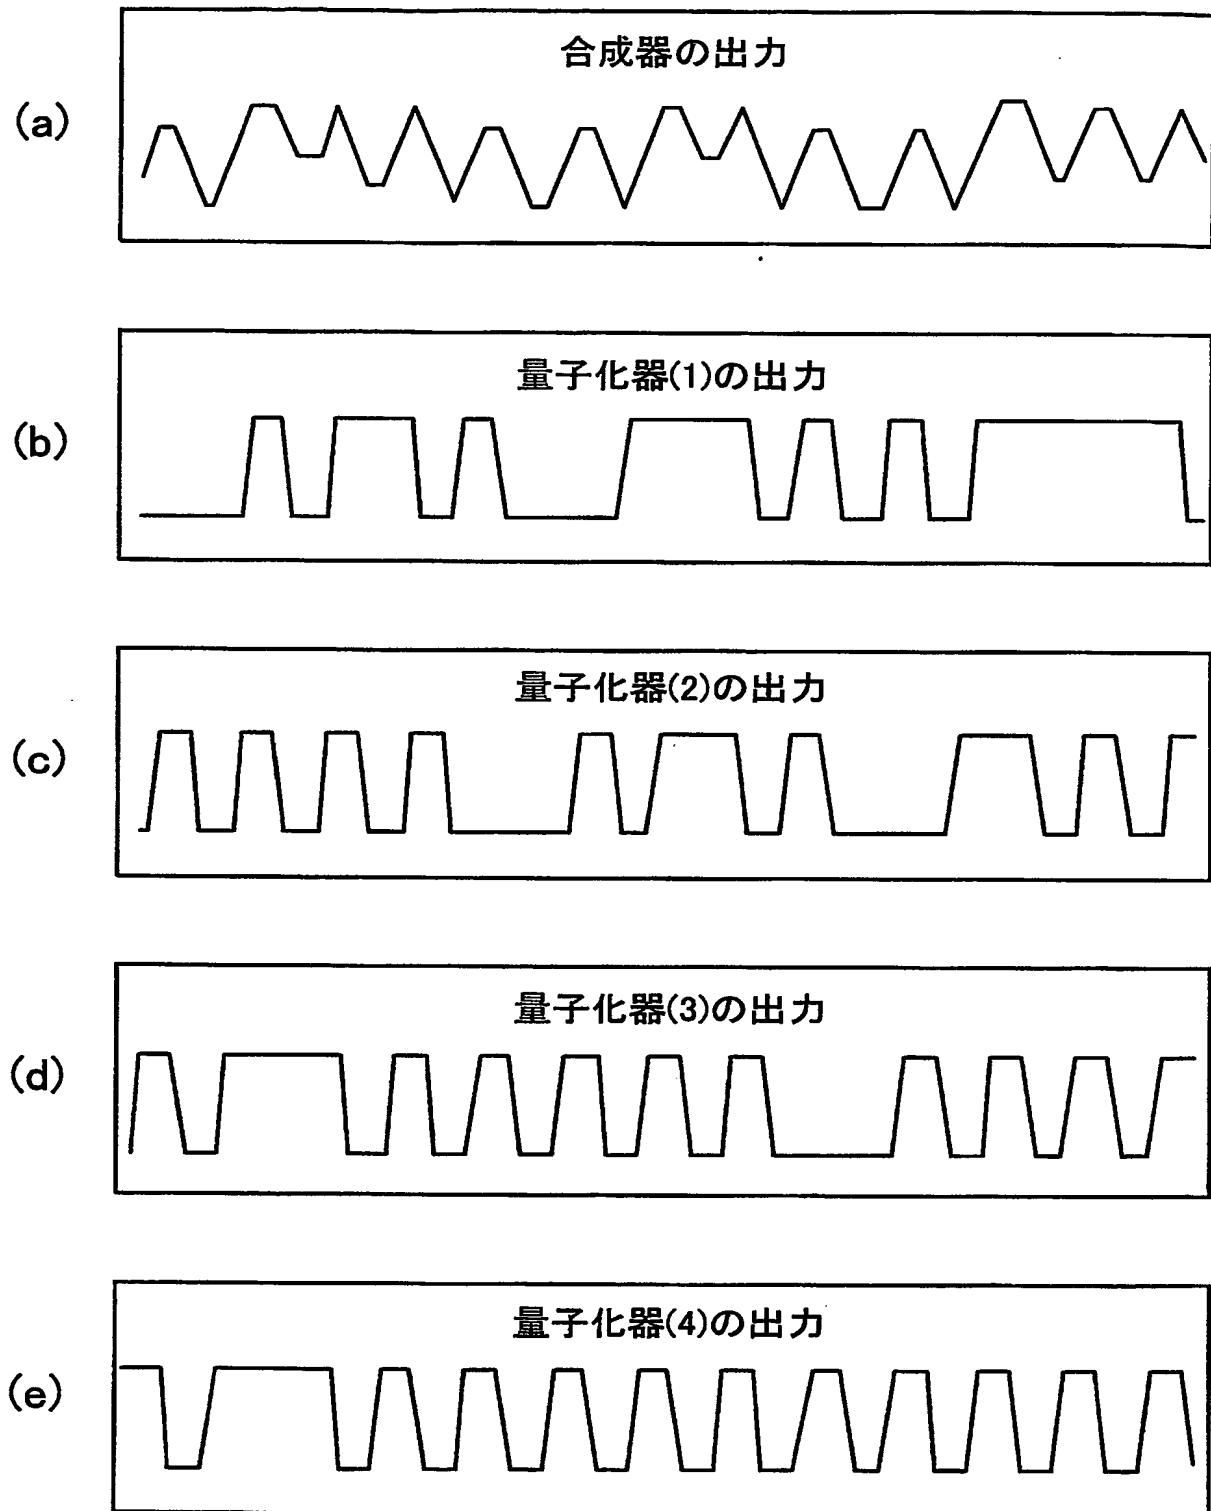 (a)
合成器の出力
(b)
量子化器(1)の出力
(c)
量子化器(2)の出力
(d)
量子化器(3)の出力
(e)
量子化器(4)の出力